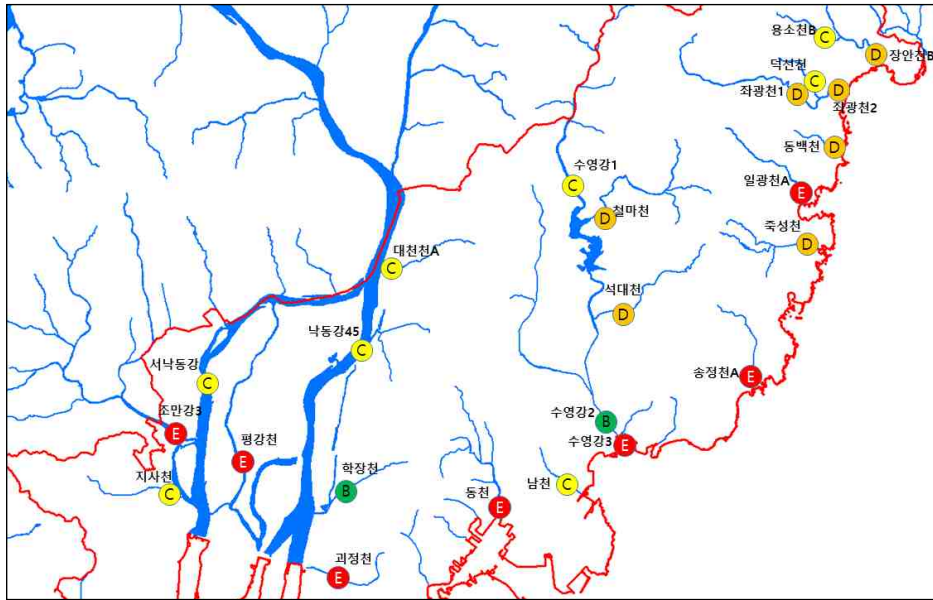 용소천B
C
D
장안천B
덕선천
C
좌광천1
D
D
좌광천2
동백천
D
수영강1
C
일광천A
E
철마천
D
죽성천
D
대천천A
C
석대천
D
낙동강45
C
서낙동강
C
송정천A
E
조만강3
E
수영강2
B
수영강3
E
평강천
E
학장천
B
지사천
C
남천
C
동천
E
괴정천
E